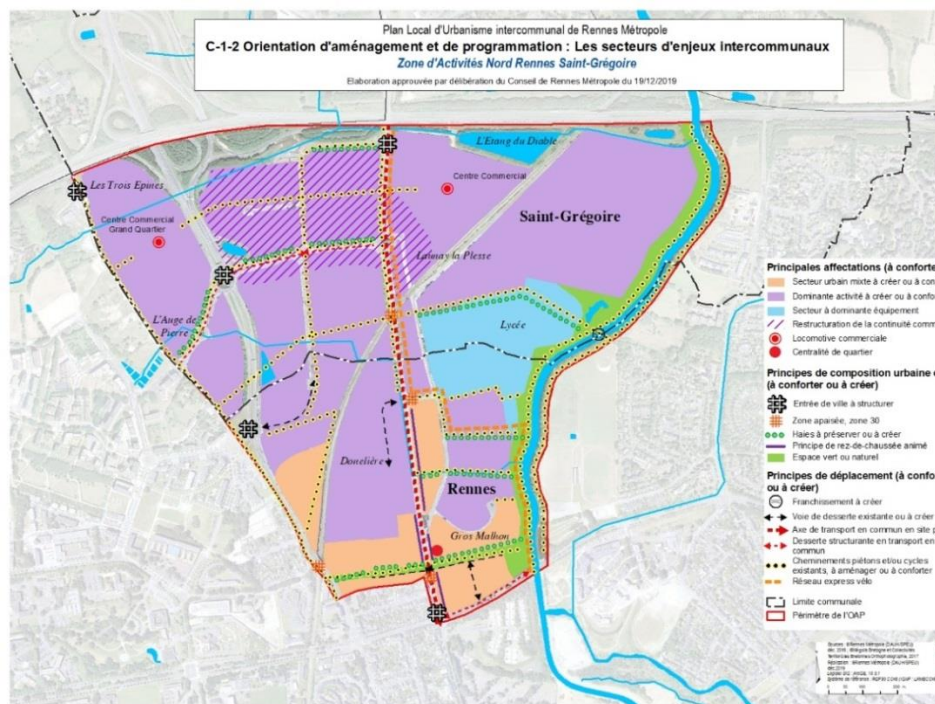 Plan Local d'Urbanisme intercommunal de Rennes Métropole
C-1-2 Orientation d'aménagement et de programmation : Les secteurs d'enjeux intercommunaux
Zone d'Activités Nord Rennes Saint-Grégoire
Elaboration approuvée par délibération du Conseil de Rennes Métropole du 19/12/2019
L'Etang du Diable
Les Trois Epines
Centre Commercial
Centre Commercial
Grand Quartier
Saint-Grégoire
Launay la Plesse
L'Auge de
Pierre
Lycée
Donelière
Rennes
Gros Malhon
Principales affectations (à conforte
Secteur urbain mixte à créer ou à con
Dominante activité à créer ou à confo
Secteur à dominante équipement
Restructuration de la continuité comm
Locomotive commerciale
Centralité de quartier
Principes de composition urbaine e
(à conforter ou à créer)
Entrée de ville à structurer
Zone apaisée, zone 30
Haies à préserver ou à créer
Principe de rez-de-chaussée animé
Espace vert ou naturel
Principes de déplacement (à confo
ou à créer)
Franchissement à créer
Voie de desserte existante ou à créer
Axe de transport en commun en site p
Desserte structurante en transport en
commun
Cheminements piétons et/ou cycles
existants, à aménager ou à conforter
Réseau express vélo
Limite communale
Périmètre de l'OAP